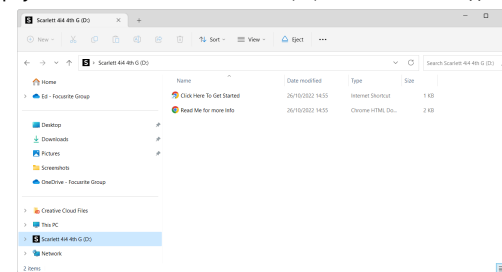 Scarlett 4i4 4th G (D:)
New
Sort
View
Eject
Scarlett 4i4 4th G (D:)
Search Scarlett 4i4 4th G (D:)
Name
Date modified
Type
Size
Home
Ed - Focusrite Group
Desktop
Downloads
Pictures
Screenshots
OneDrive - Focusrite Group
Creative Cloud Files
This PC
Scarlett 4i4 4th G (D:)
Network
Click Here To Get Started
26/10/2022 14:55
Internet Shortcut
1 KB
Read Me for more Info
26/10/2022 14:55
Chrome HTML Do...
2 KB
2 items